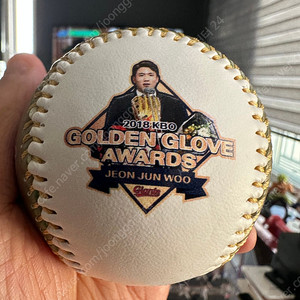 2018 KBO
GOLDEN GLOVE
AWARDS
JEON JUN WOO
Giants